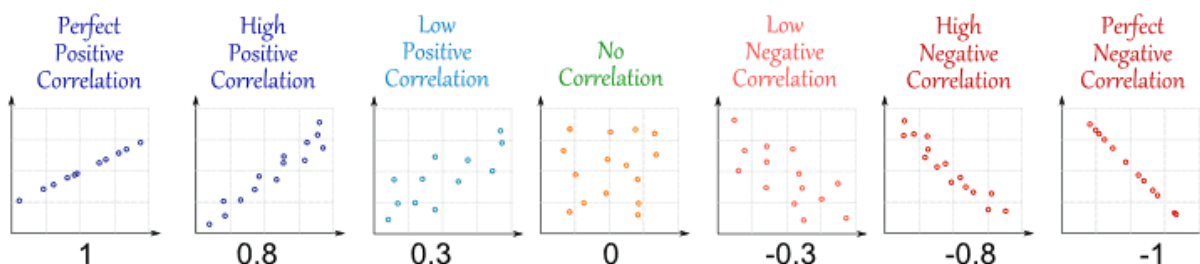 Perfect
Positive
Correlation
High
Positive
Correlation
Low
Positive
Correlation
No
Correlation
Low
Negative
Correlation
High
Negative
Correlation
Perfect
Negative
Correlation
1
0.8
0.3
0
-0.3
-0.8
-1